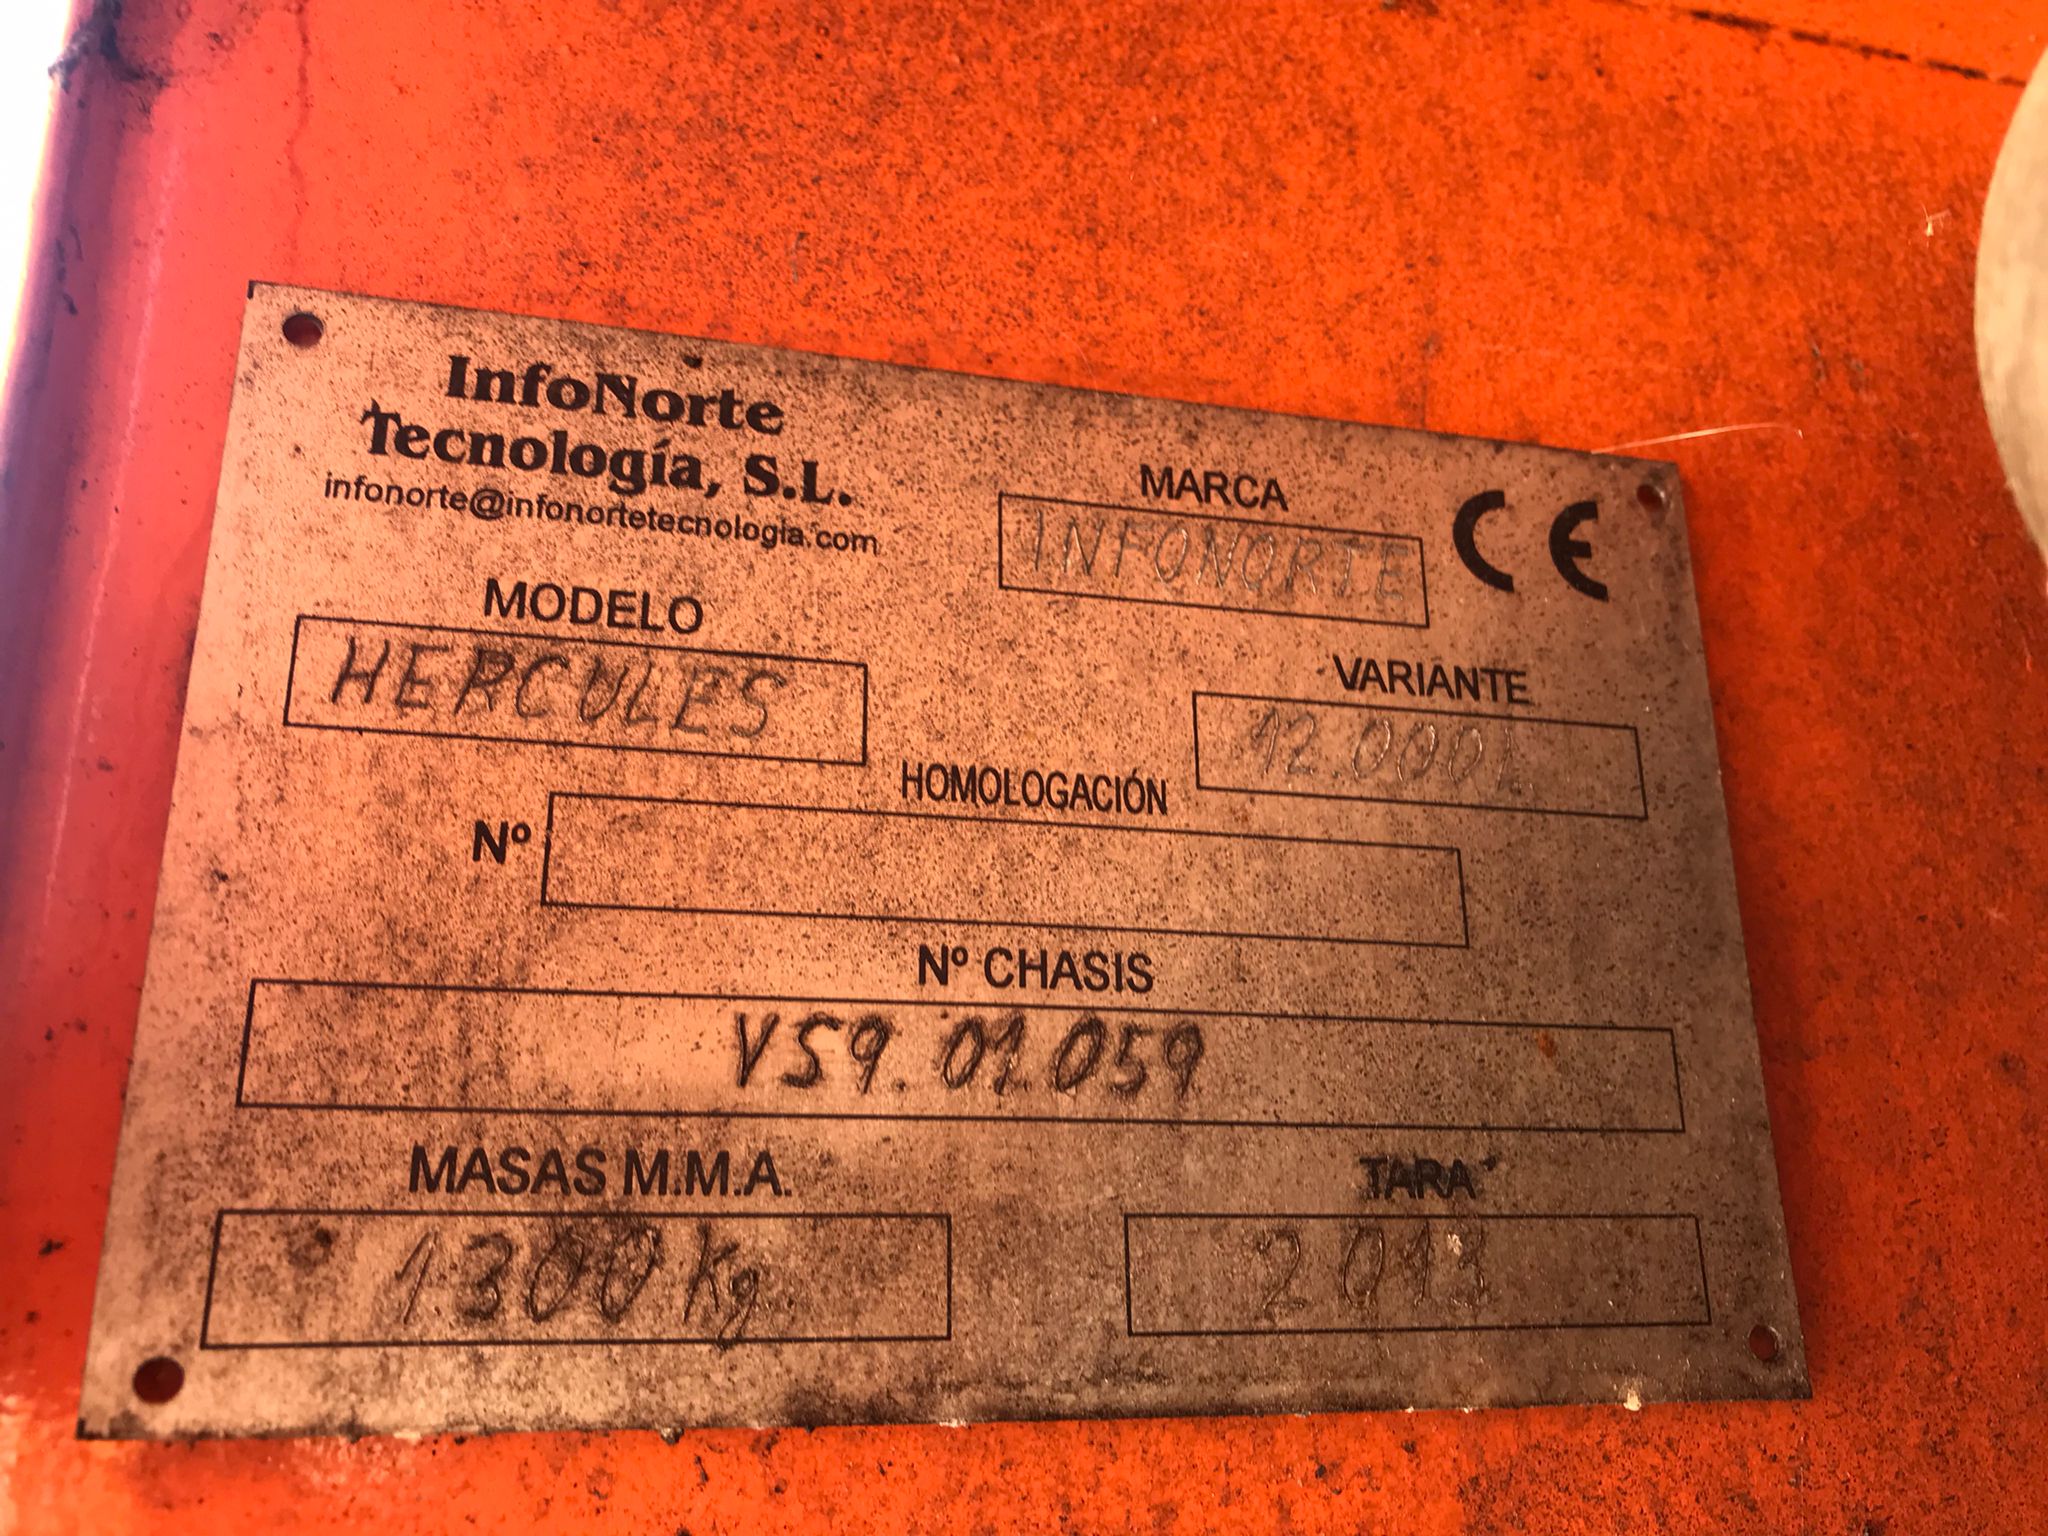 InfoNorte
Tecnología, S.L.
infonorte@infonortetecnologia.com
MARCA
INFONORTE
CE
MODELO
HERCULES
VARIANTE
12.000L
HOMOLOGACIÓN
Nº
Nº CHASIS
VS9.01.059
MASAS M.M.A.
1300 Kg
TARA
2013